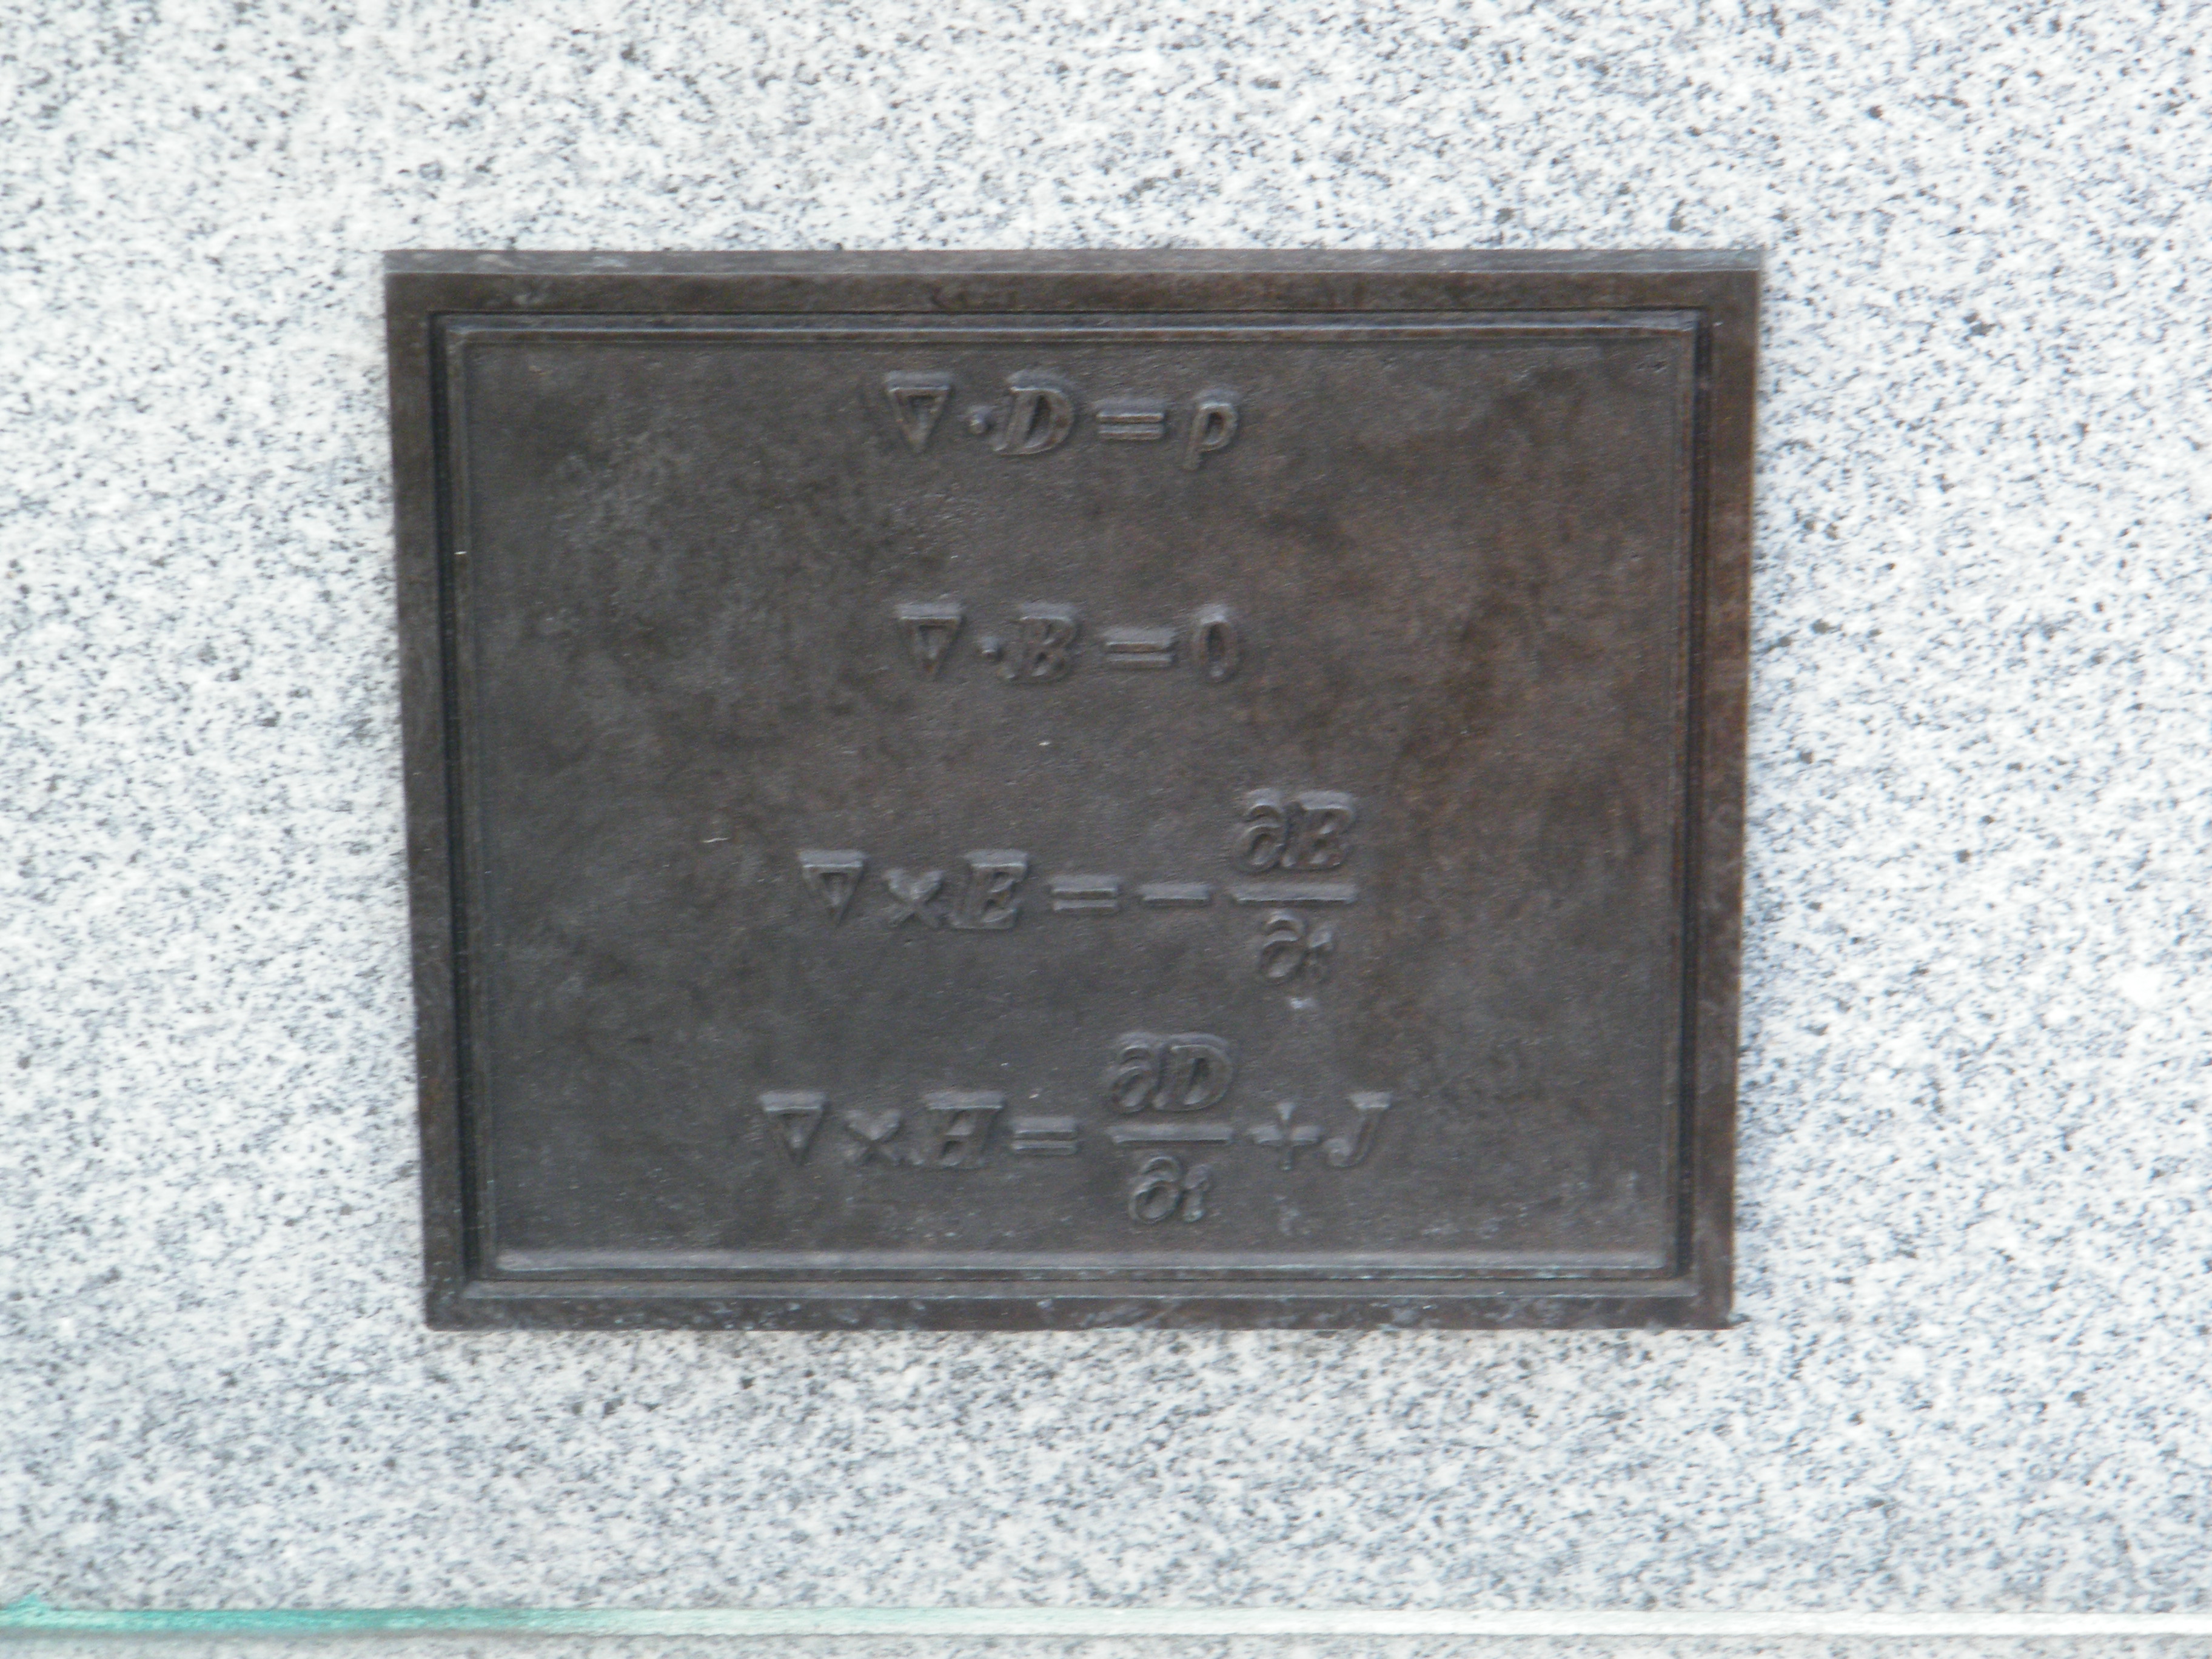 ∇·D=ρ
∇·B=0
∇×E=-∂B/∂t
∇×H=∂D/∂t+J